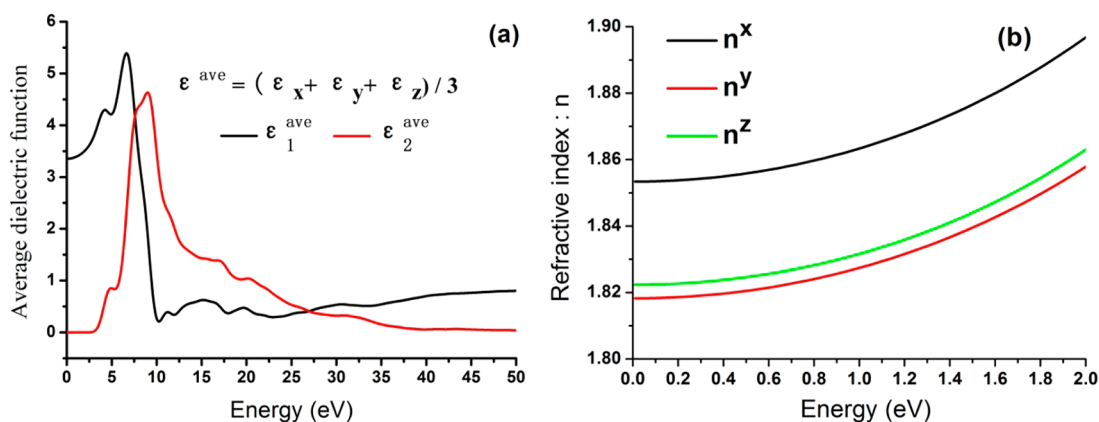 (a)
ε ave = ( ε x + ε y + ε z ) / 3
ε 1 ave ε 2 ave
Average dielectric function
6
5
4
3
2
1
0
0 5 10 15 20 25 30 35 40 45 50
Energy (eV)
(b)
n^x
n^y
n^z
Refractive index : n
1.90
1.88
1.86
1.84
1.82
1.80
0.0 0.2 0.4 0.6 0.8 1.0 1.2 1.4 1.6 1.8 2.0
Energy (eV)